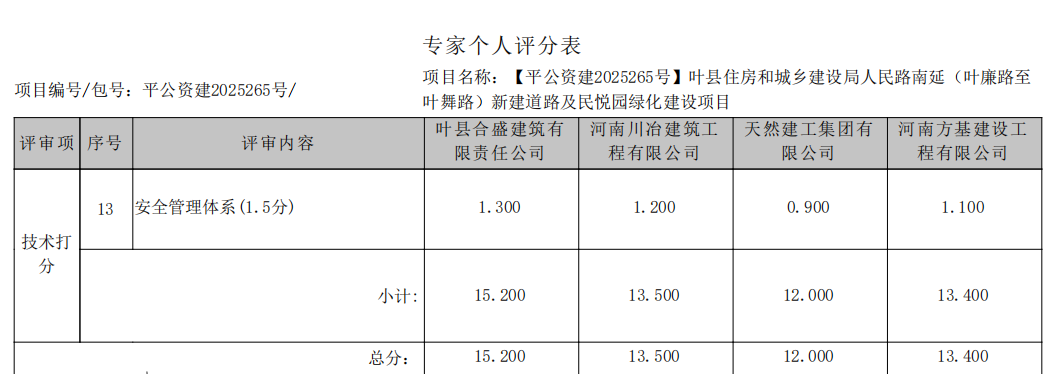 专家个人评分表
项目编号/包号：平公资建2025265号/
项目名称：【平公资建2025265号】叶县住房和城乡建设局人民路南延（叶廉路至
叶舞路）新建道路及民悦园绿化建设项目
评审项 序号 评审内容 叶县合盛建筑有限责任公司 河南川冶建筑工程有限公司 天然建工集团有限公司 河南方基建设工程有限公司
技术打分
13 安全管理体系(1.5分) 1.300 1.200 0.900 1.100
小计: 15.200 13.500 12.000 13.400
总分: 15.200 13.500 12.000 13.400